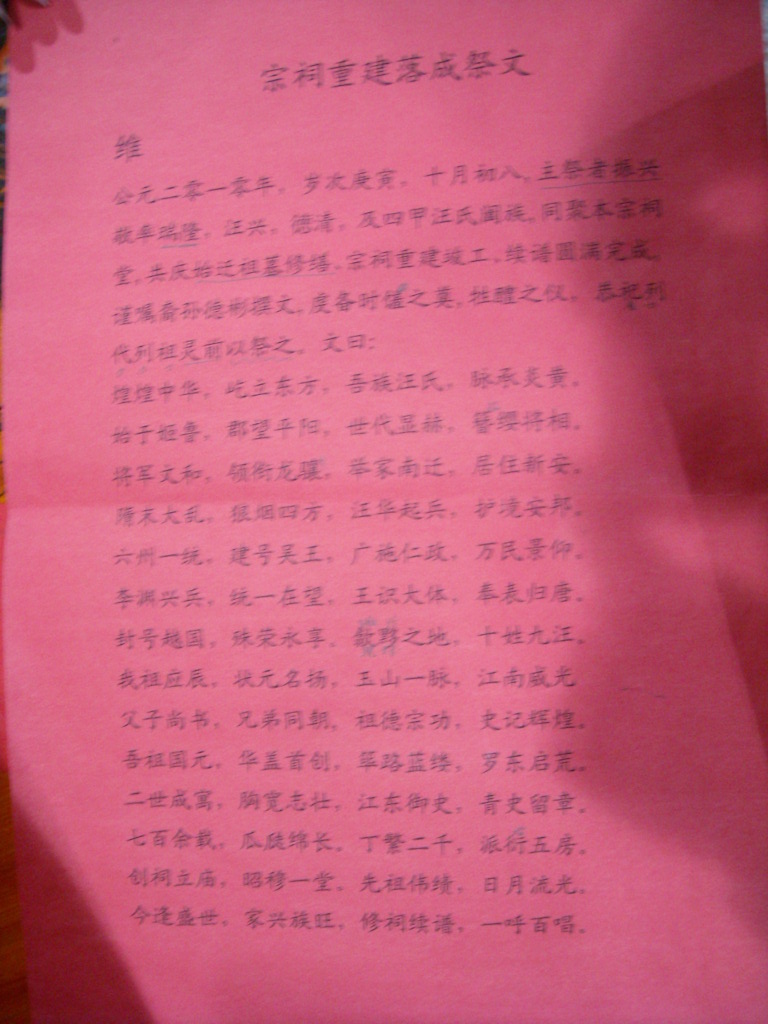 宗祠重建落成祭文
维
公元二零一零年，岁次庚寅，十月初八，主祭者振兴
敬率瑞隆，汪兴，德清，及四甲汪氏阖族，同聚本宗祠
堂，共庆始迁祖墓修缮、宗祠重建竣工、续谱圆满完成。
谨嘱裔孙德彬撰文，虔备时馐之奠，牲醴之仪，恭祀列
代列祖灵前以祭之。文曰：
煌煌中华，屹立东方，吾族汪氏，脉承炎黄。
始于姬鲁，郡望平阳，世代显赫，簪缨将相。
将军文和，领衔龙骧，举家南迁，居住新安。
隋末大乱，狼烟四方，汪华起兵，护境安邦。
六州一统，建号吴王，广施仁政，万民景仰。
李渊兴兵，统一在望，王识大体，奉表归唐。
封号越国，殊荣永享，歙黟之地，十姓九汪。
我祖应辰，状元名扬，玉山一脉，江南威光
父子尚书，兄弟同朝，祖德宗功，史记辉煌。
吾祖国元，华盖首创，筚路蓝缕，罗东启荒。
二世成寓，胸宽志壮，江东御史，青史留章。
七百余载，瓜瓞绵长，丁繁二千，派衍五房。
创祠立庙，昭穆一堂，先祖伟绩，日月流光。
今逢盛世，家兴族旺，修祠续谱，一呼百唱。